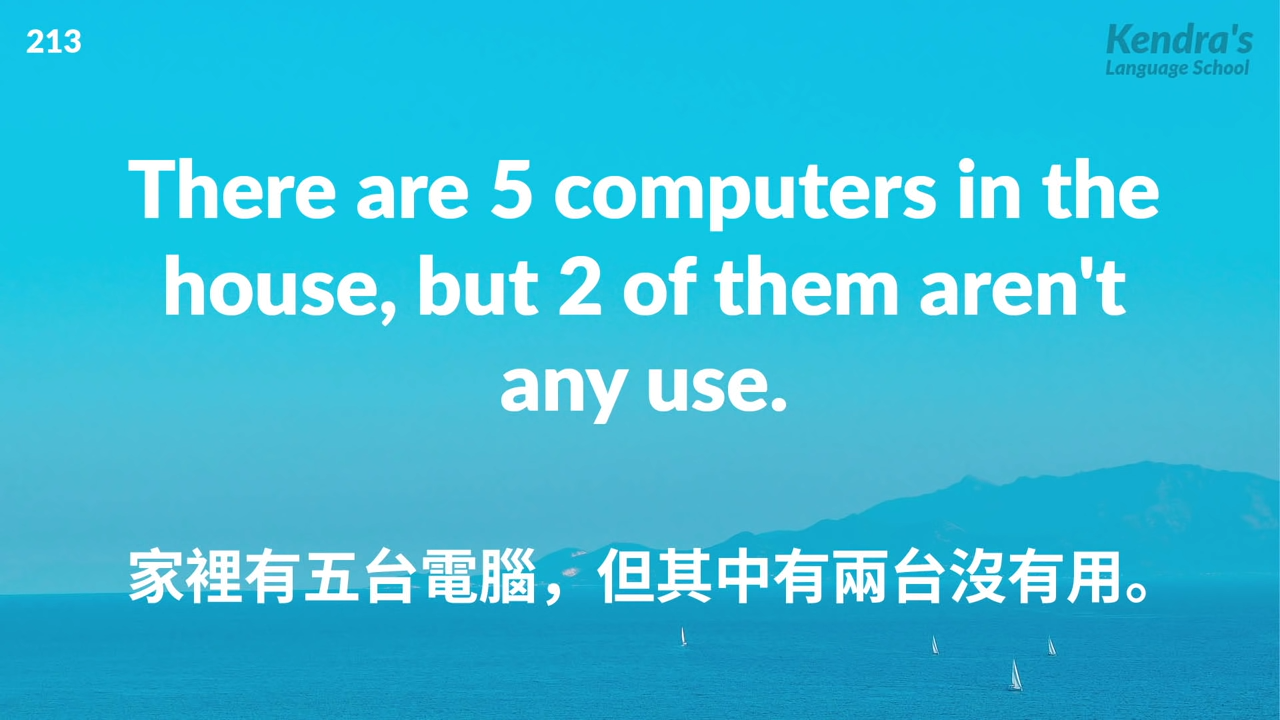 213
Kendra's
Language School
There are 5 computers in the
house, but 2 of them aren't
any use.
家裡有五台電腦，但其中有兩台沒有用。